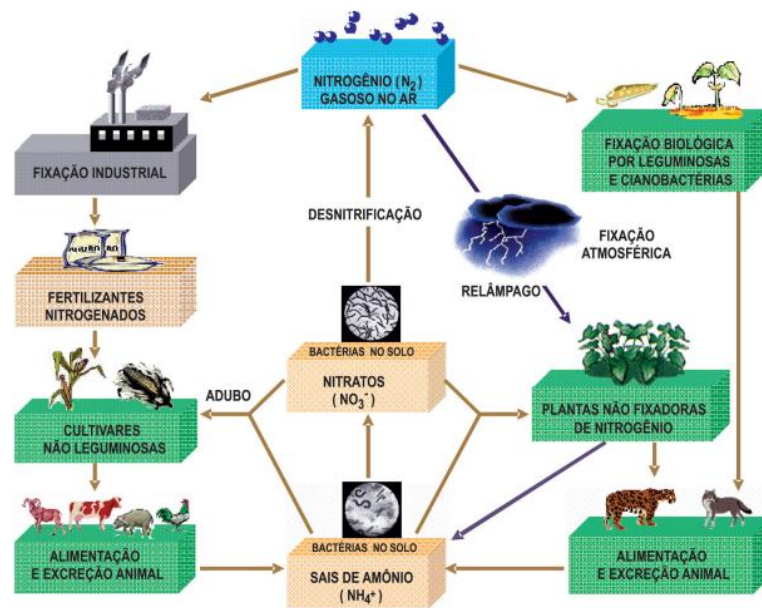 NITROGÊNIO (N₂)
GASOSO NO AR
FIXAÇÃO INDUSTRIAL
FIXAÇÃO BIOLÓGICA
POR LEGUMINOSAS
E CIANOBACTÉRIAS
DESNITRIFICAÇÃO
FIXAÇÃO
ATMOSFÉRICA
RELÂMPAGO
FERTILIZANTES
NITROGENADOS
BACTÉRIAS NO SOLO
NITRATOS
(NO₃⁻)
ADUBO
CULTIVARES
NÃO LEGUMINOSAS
PLANTAS NÃO FIXADORAS
DE NITROGÊNIO
BACTÉRIAS NO SOLO
SAIS DE AMÔNIO
(NH₄⁺)
ALIMENTAÇÃO
E EXCREÇÃO ANIMAL
ALIMENTAÇÃO
E EXCREÇÃO ANIMAL